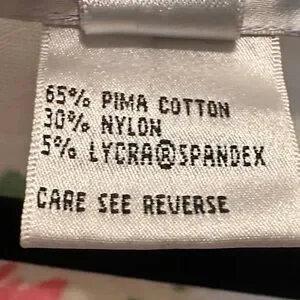 65% PIMA COTTON
30% NYLON
5% LYCRA®SPANDEX
CARE SEE REVERSE